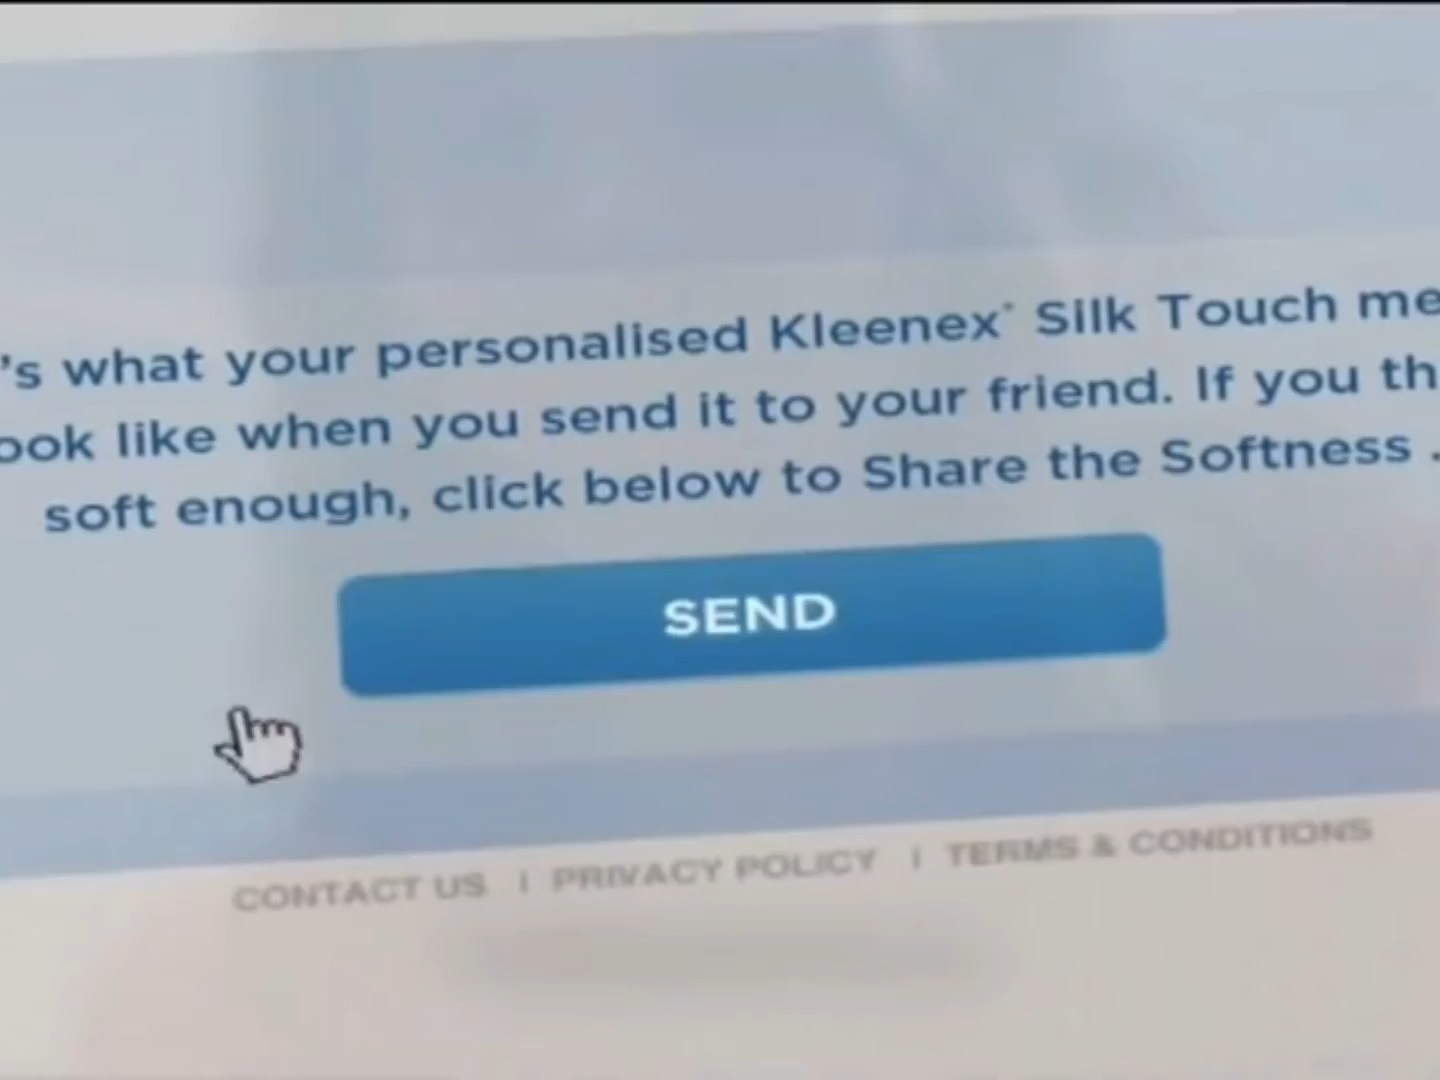 's what your personalised Kleenex® Silk Touch me
ook like when you send it to your friend. If you th
soft enough, click below to Share the Softness .
SEND
CONTACT US | PRIVACY POLICY | TERMS & CONDITIONS